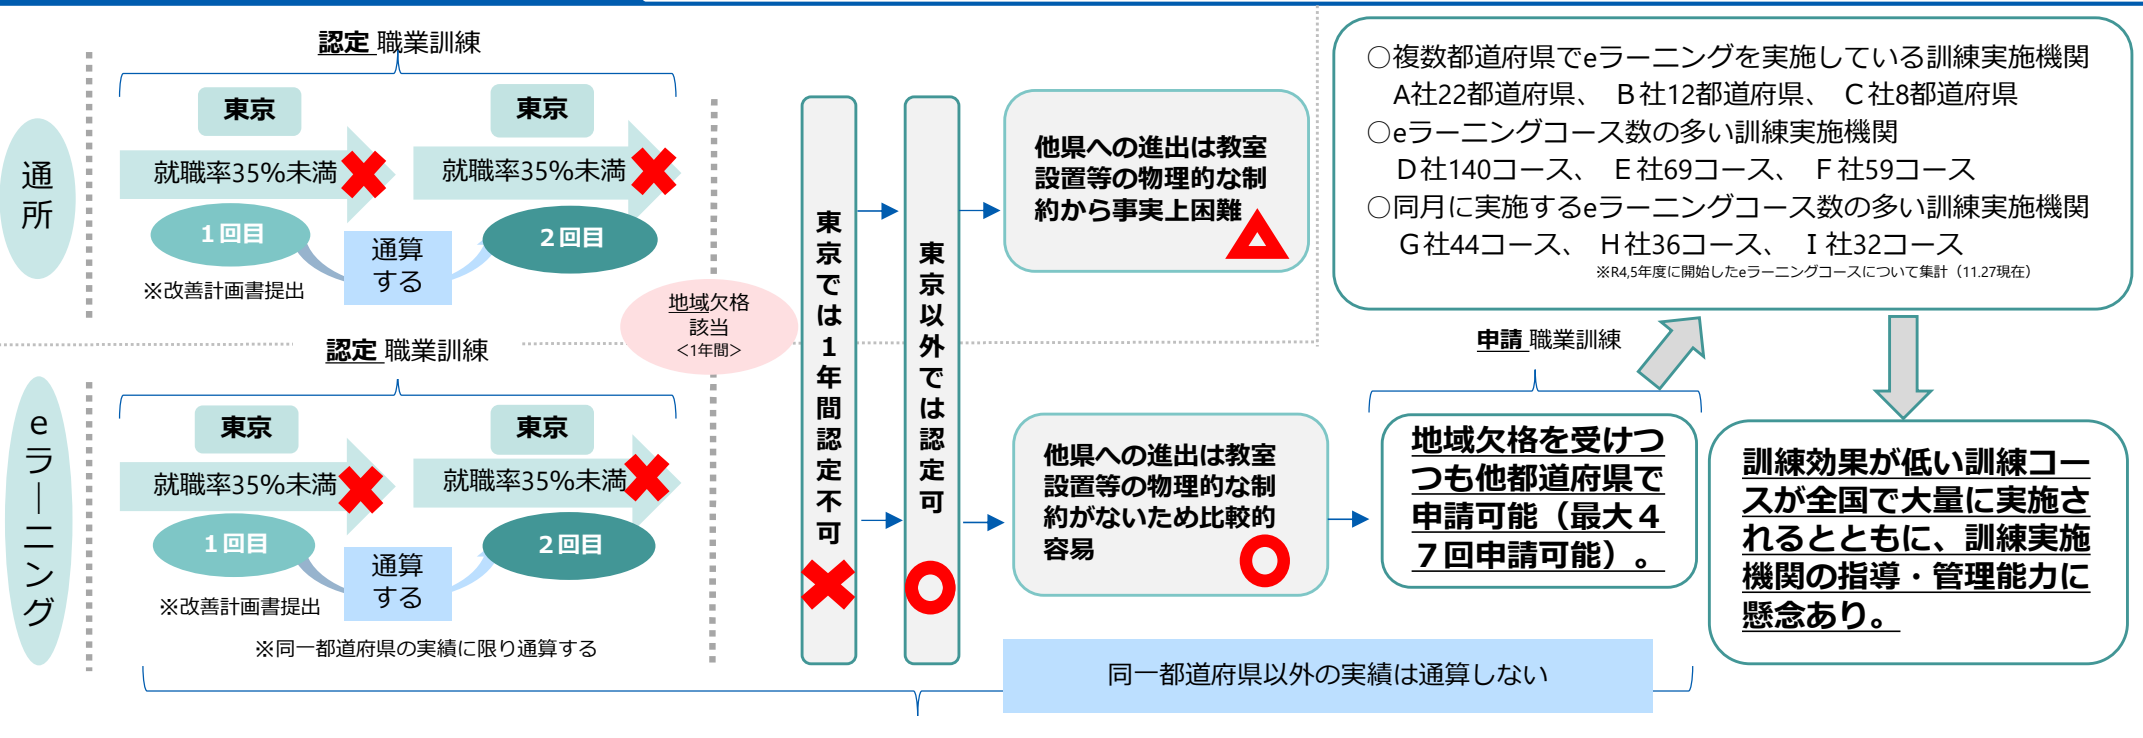 認定 職業訓練
通所
東京
東京
就職率35%未満
就職率35%未満
1回目
通算
する
2回目
※改善計画書提出
地域欠格
該当
<1年間>
認定 職業訓練
eラーニング
東京
東京
就職率35%未満
就職率35%未満
1回目
通算
する
2回目
※改善計画書提出
※同一都道府県の実績に限り通算する
東京では1年間認定不可
東京以外では認定可
他県への進出は教室
設置等の物理的な制
約から事実上困難
他県への進出は教室
設置等の物理的な制
約がないため比較的
容易
同一都道府県以外の実績は通算しない
申請 職業訓練
地域欠格を受けつ
つも他都道府県で
申請可能（最大４
７回申請可能）。
○複数都道府県でeラーニングを実施している訓練実施機関
A社22都道府県、 Ｂ社12都道府県、 Ｃ社8都道府県
○eラーニングコース数の多い訓練実施機関
Ｄ社140コース、 Ｅ社69コース、 Ｆ社59コース
○同月に実施するeラーニングコース数の多い訓練実施機関
Ｇ社44コース、 Ｈ社36コース、 Ｉ社32コース
※R4,5年度に開始したeラーニングコースについて集計（11.27現在）
訓練効果が低い訓練コー
スが全国で大量に実施さ
れるとともに、訓練実施
機関の指導・管理能力に
懸念あり。